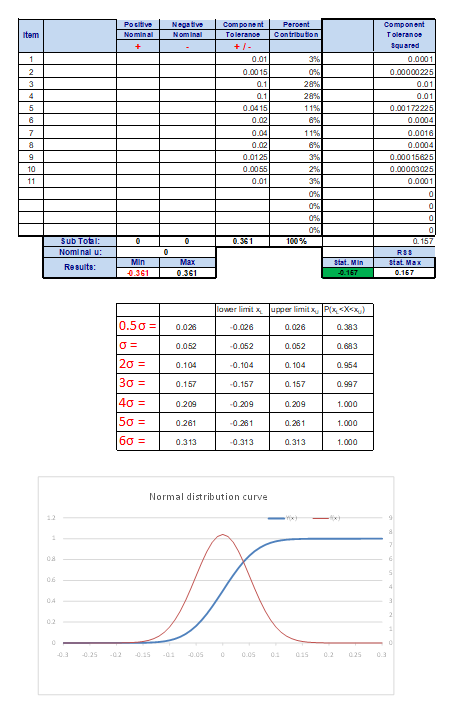 Positive Negative Component Percent Component
Item Nominal Nominal Tolerance Contribution Tolerance
+ - + / - Squared
1 0.01 3% 0.0001
2 0.0015 0% 0.00000225
3 0.1 28% 0.01
4 0.1 28% 0.01
5 0.0415 11% 0.00172225
6 0.02 6% 0.0004
7 0.04 11% 0.0016
8 0.02 6% 0.0004
9 0.0125 3% 0.00015625
10 0.0055 2% 0.00003025
11 0.01 3% 0.0001
0% 0
0% 0
0% 0
0% 0
Sub Total: 0 0 0.361 100% 0.157
Nominal u: 0 RSS
Results: Min Max Stat. Min Stat. Max
-0.361 0.361 -0.157 0.157
lower limit xL upper limit xU P(xL<X<xU)
0.5σ = 0.026 -0.026 0.026 0.383
σ = 0.052 -0.052 0.052 0.683
2σ = 0.104 -0.104 0.104 0.954
3σ = 0.157 -0.157 0.157 0.997
4σ = 0.209 -0.209 0.209 1.000
5σ = 0.261 -0.261 0.261 1.000
6σ = 0.313 -0.313 0.313 1.000
Normal distribution curve
1.2 9
1 8
0.8 7
0.6 6
0.4 5
0.2 4
0 3
2
1
0
-0.3 -0.25 -0.2 -0.15 -0.1 -0.05 0 0.05 0.1 0.15 0.2 0.25 0.3